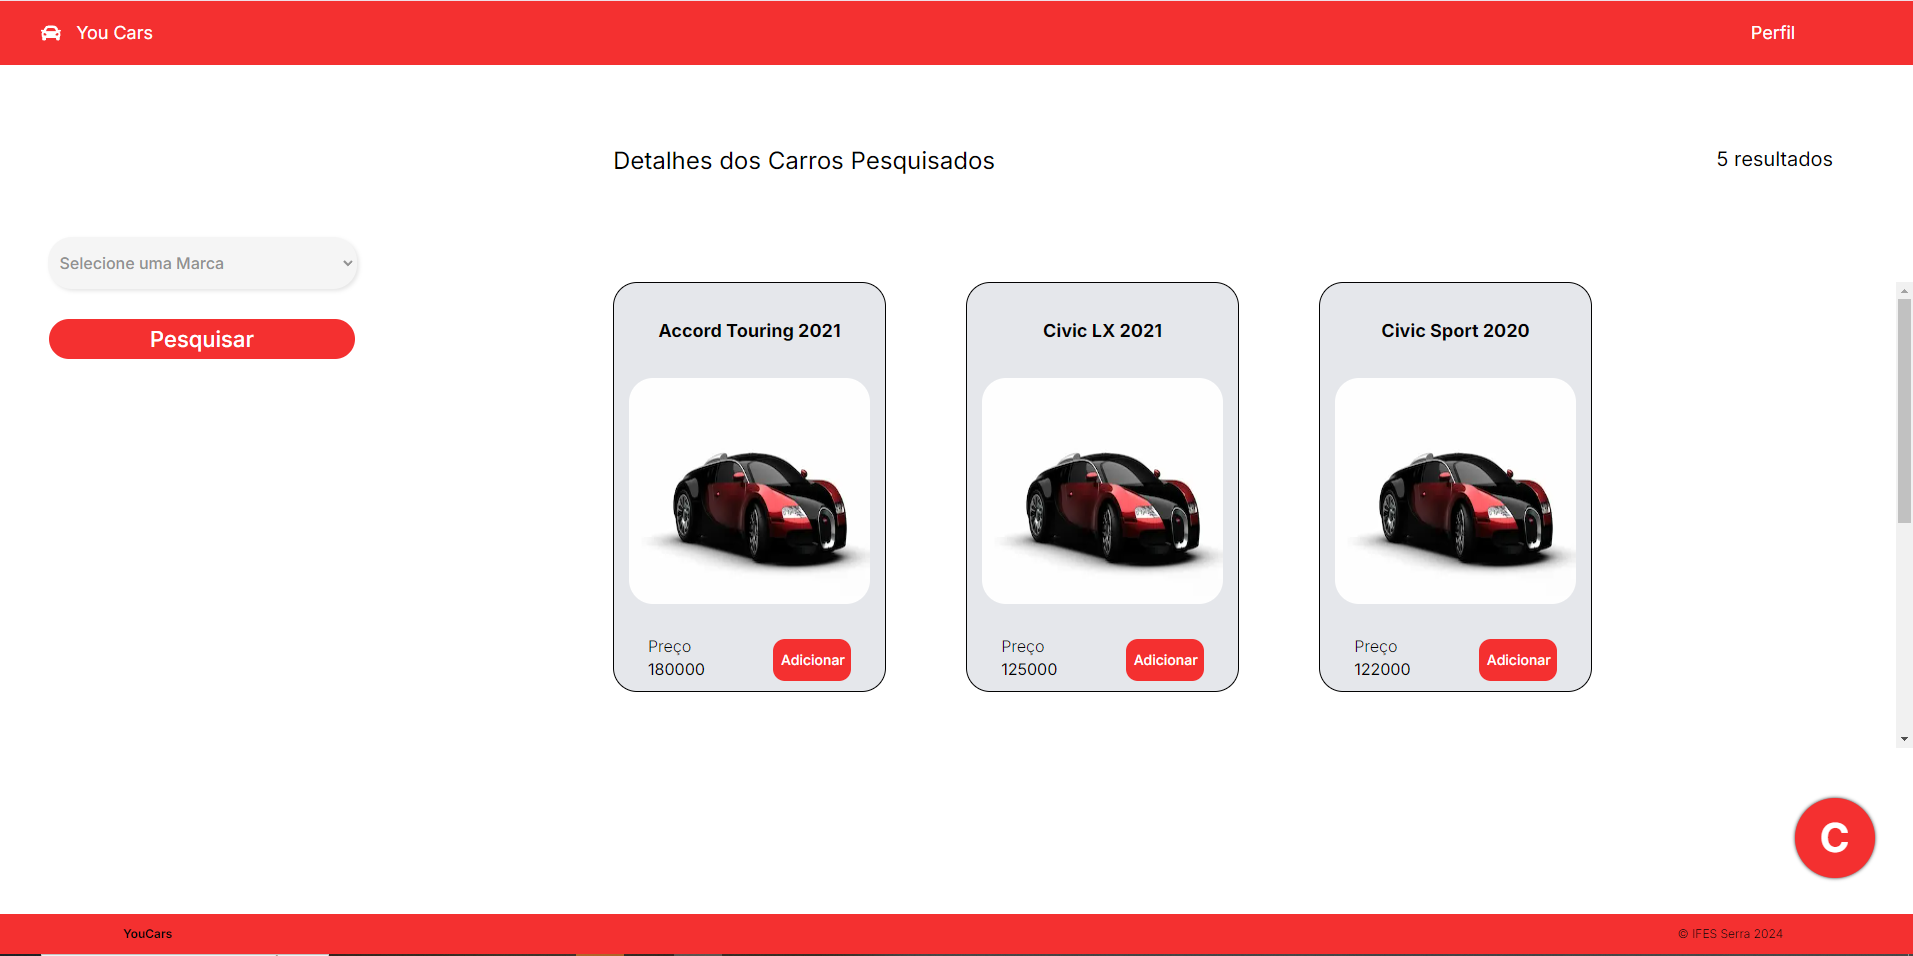 You Cars
Perfil
Detalhes dos Carros Pesquisados
5 resultados
Selecione uma Marca
Pesquisar
Accord Touring 2021
Preço
180000
Adicionar
Civic LX 2021
Preço
125000
Adicionar
Civic Sport 2020
Preço
122000
Adicionar
C
YouCars
© IFES Serra 2024